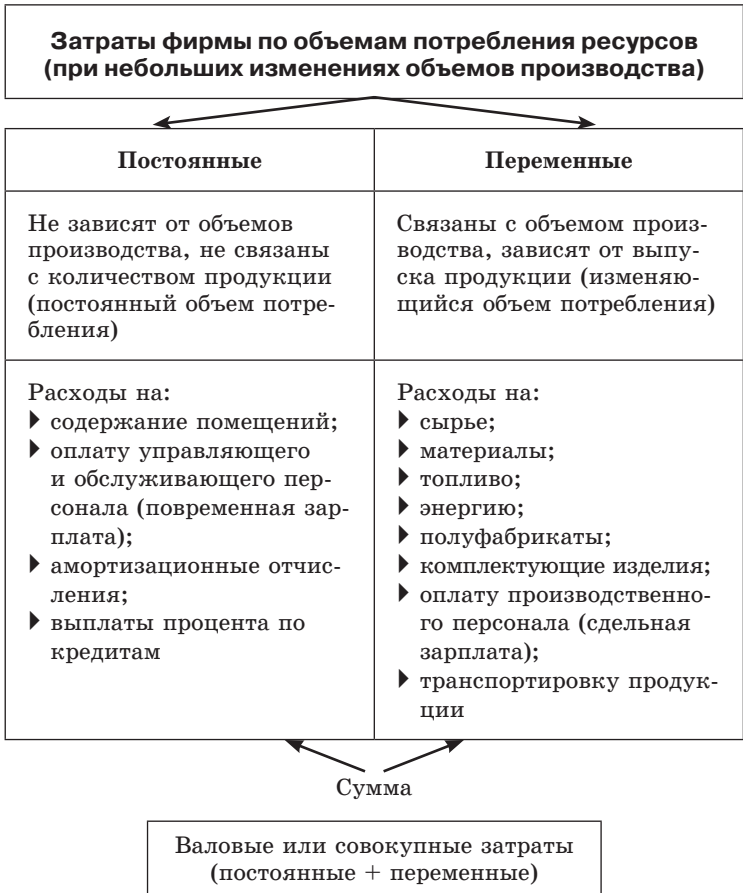 Затраты фирмы по объемам потребления ресурсов
(при небольших изменениях объемов производства)
Постоянные
Переменные
Не зависят от объемов
производства, не связаны
с количеством продукции
(постоянный объем потре-
бления)
Связаны с объемом произ-
водства, зависят от выпу-
ска продукции (изменяю-
щийся объем потребления)
Расходы на:
содержание помещений;
оплату управляющего
и обслуживающего пер-
сонала (повременная зар-
плата);
амортизационные отчис-
ления;
выплаты процента по
кредитам
Расходы на:
сырье;
материалы;
топливо;
энергию;
полуфабрикаты;
комплектующие изделия;
оплату производственно-
го персонала (сдельная
зарплата);
транспортировку продук-
ции
Сумма
Валовые или совокупные затраты
(постоянные + переменные)